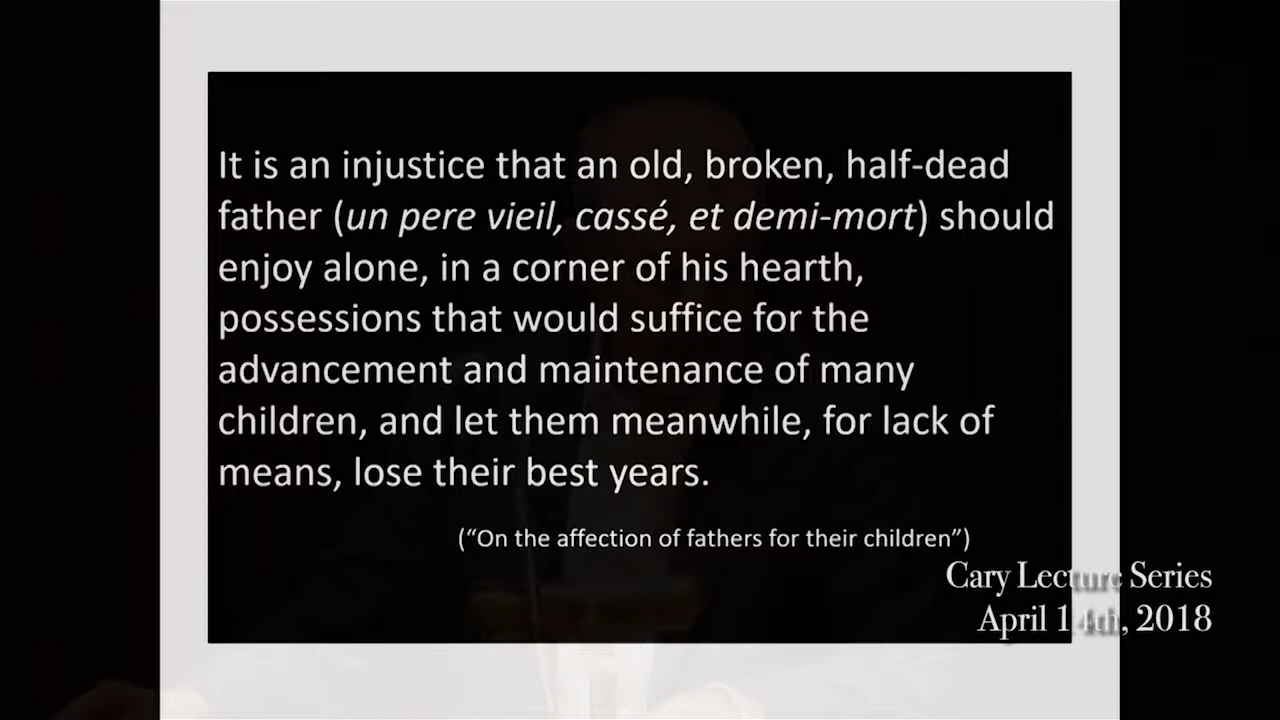 It is an injustice that an old, broken, half-dead
father (un pere vieil, cassé, et demi-mort) should
enjoy alone, in a corner of his hearth,
possessions that would suffice for the
advancement and maintenance of many
children, and let them meanwhile, for lack of
means, lose their best years.
(“On the affection of fathers for their children”)
Cary Lecture Series
April 14th, 2018